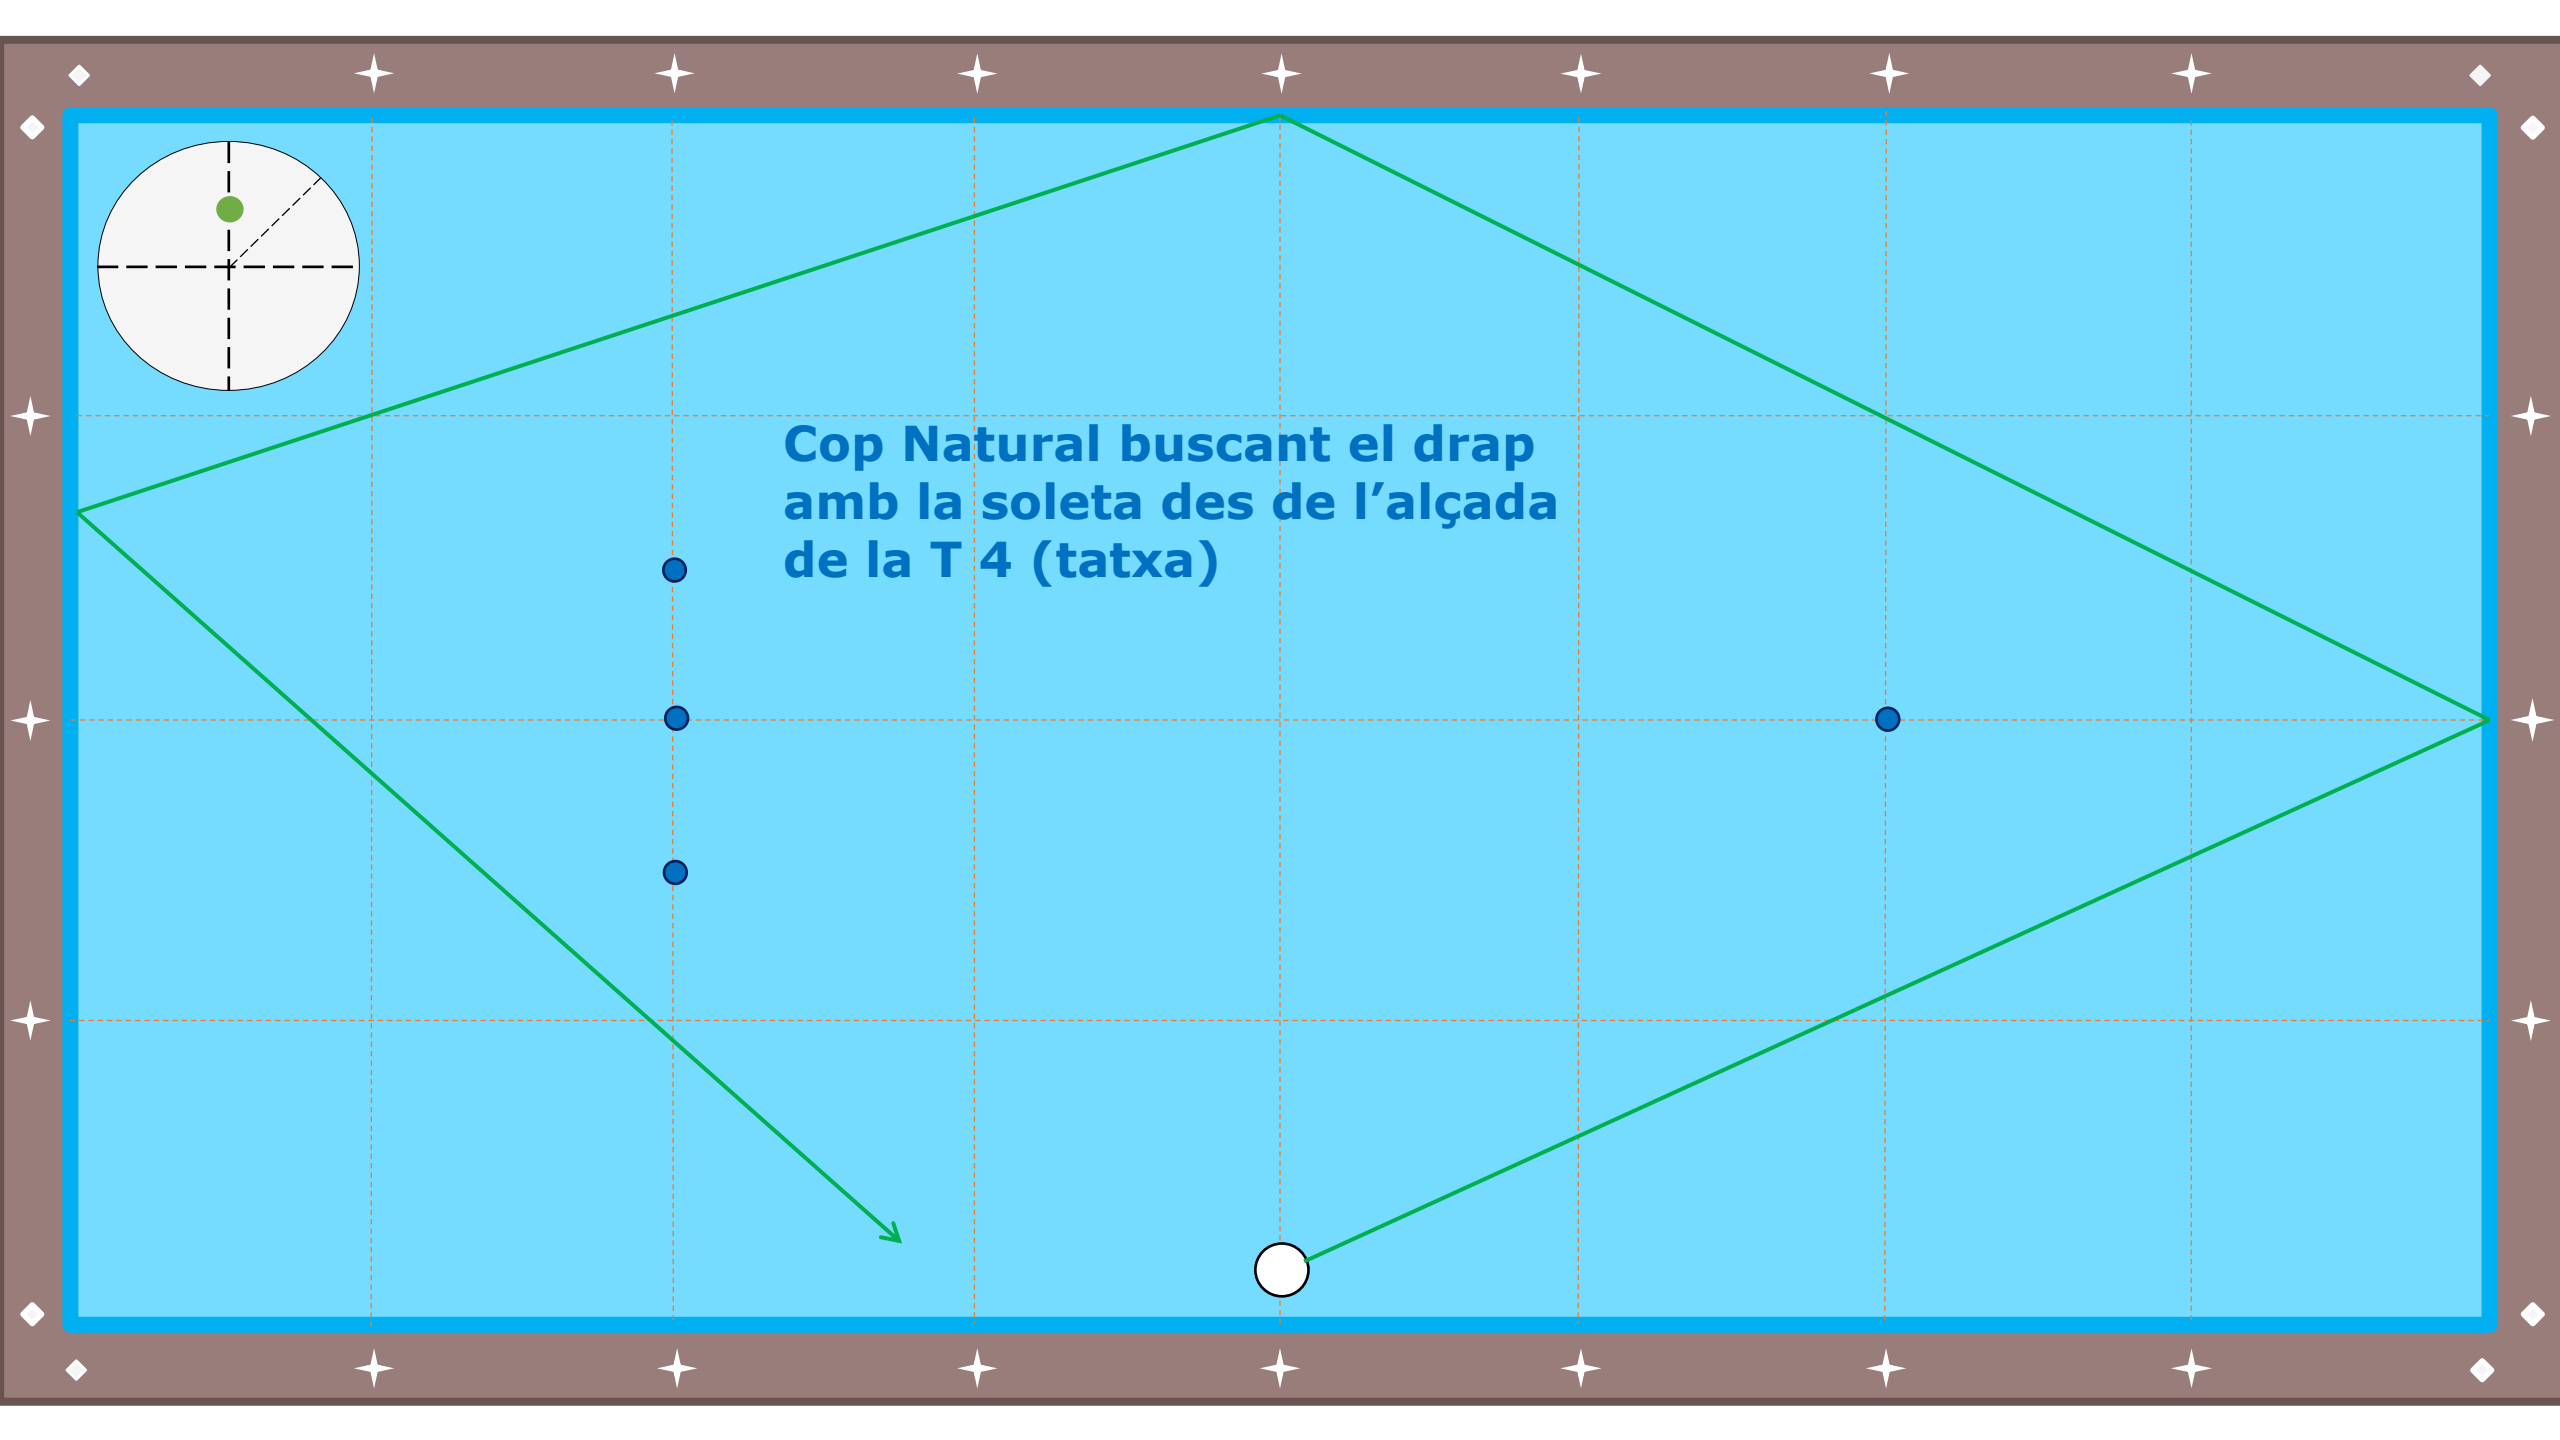 Cop Natural buscant el drap
amb la soleta des de l’alçada
de la T 4 (tatxa)